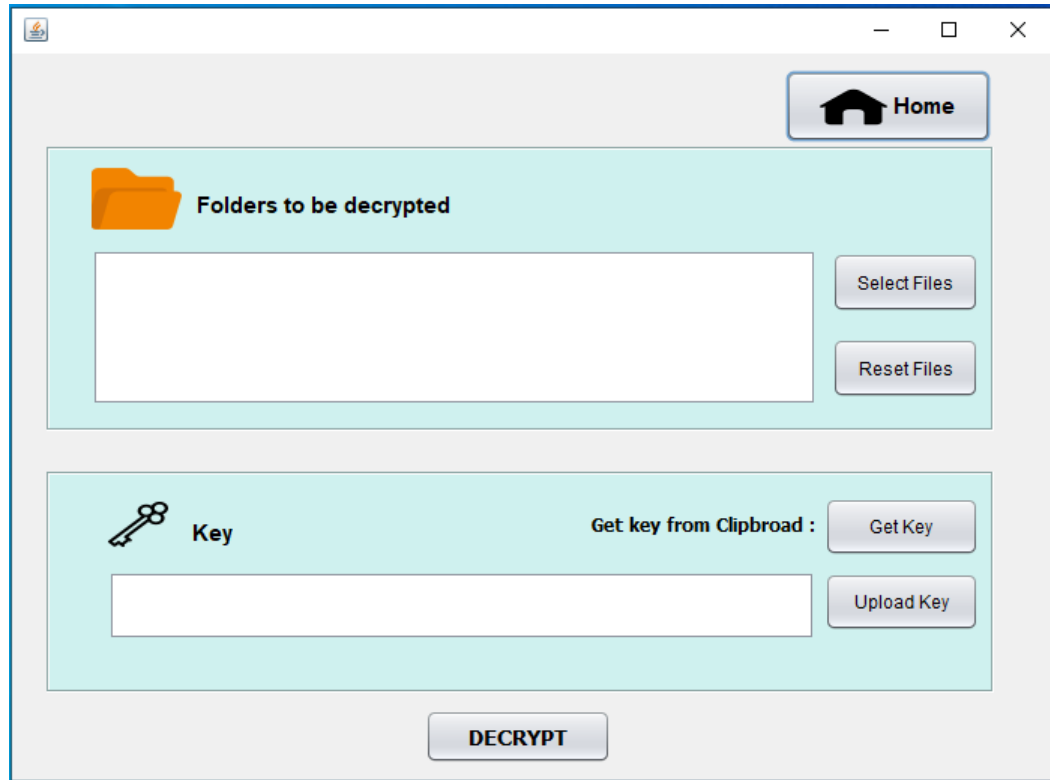 Home
Folders to be decrypted
Select Files
Reset Files
Key
Get key from Clipbroad :
Get Key
Upload Key
DECRYPT